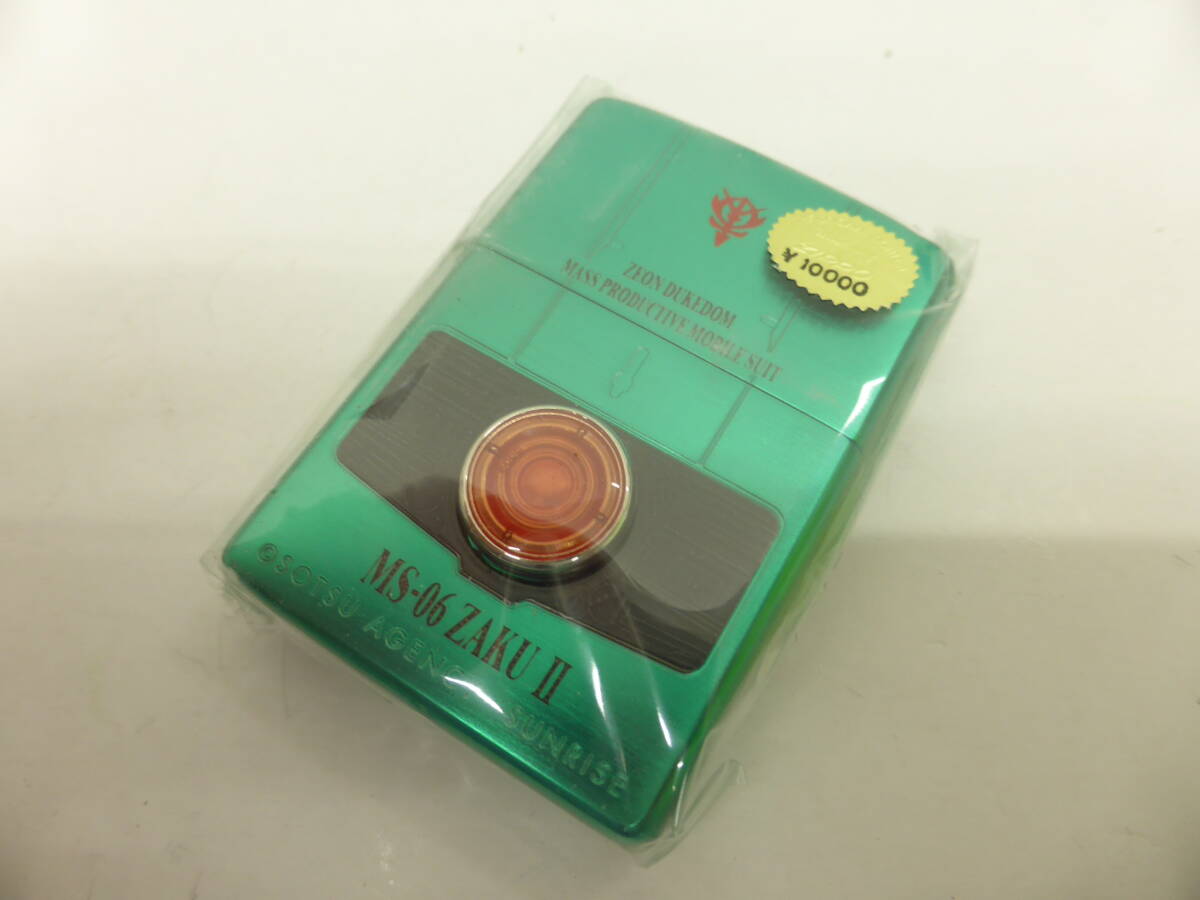 ¥10000
ZEON DUKEDOM
MASS PRODUCTIVE MOBILE SUIT
MS-06 ZAKU II
©SOTSU AGENCY SUNRISE